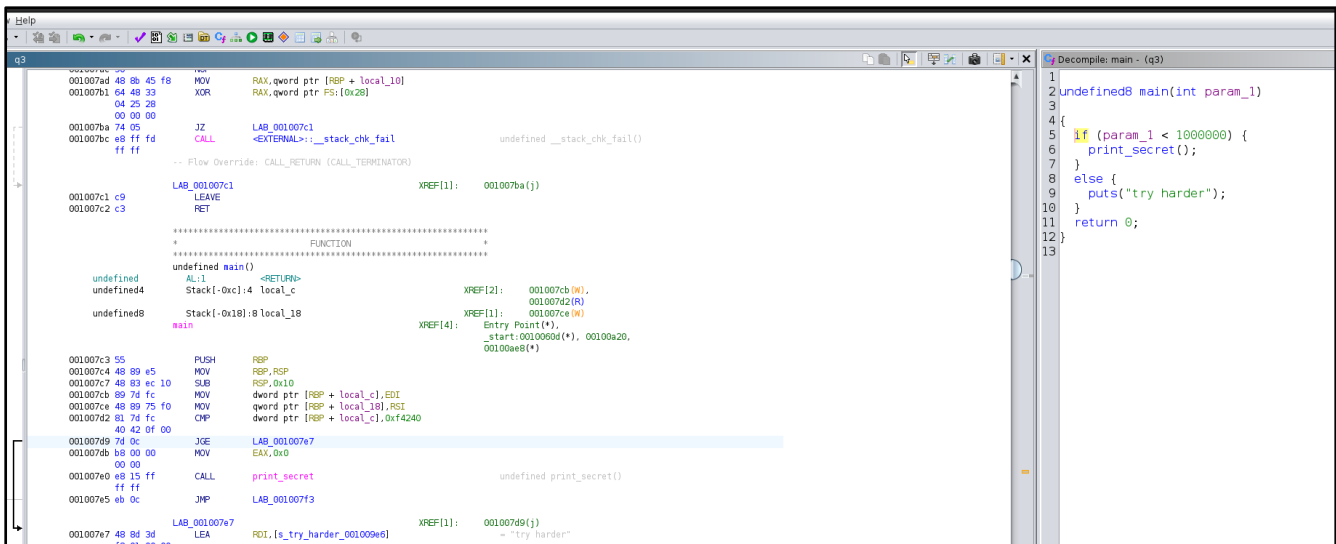 Help
q3
001007ad 48 8b 45 f8 MOV RAX,qword ptr [RBP + local_10]
001007b1 64 48 33 XOR RAX,qword ptr FS:[0x28]
04 25 28
00 00 00
001007ba 74 05 JZ LAB_001007c1
001007bc e8 ff fd CALL <EXTERNAL>::__stack_chk_fail undefined __stack_chk_fail()
ff ff
-- Flow Override: CALL_RETURN (CALL_TERMINATOR)
LAB_001007c1 XREF[1]: 001007ba(j)
001007c1 c9 LEAVE
001007c2 c3 RET
**************************************************************
* FUNCTION *
**************************************************************
undefined main()
undefined AL:1 <RETURN>
undefined4 Stack[-0xc]:4 local_c XREF[2]: 001007cb(W),
001007d2(R)
undefined8 Stack[-0x18]:8 local_18 XREF[1]: 001007ce(W)
main XREF[4]: Entry Point(*),
_start:0010060d(*), 00100a20,
00100ae8(*)
001007c3 55 PUSH RBP
001007c4 48 89 e5 MOV RBP,RSP
001007c7 48 83 ec 10 SUB RSP,0x10
001007cb 89 7d fc MOV dword ptr [RBP + local_c],EDI
001007ce 48 89 75 f0 MOV qword ptr [RBP + local_18],RSI
001007d2 81 7d fc CMP dword ptr [RBP + local_c],0xf4240
40 42 0f 00
001007d9 7d 0c JGE LAB_001007e7
001007db b8 00 00 MOV EAX,0x0
00 00
001007e0 e8 15 ff CALL print_secret undefined print_secret()
ff ff
001007e5 eb 0c JMP LAB_001007f3
LAB_001007e7 XREF[1]: 001007d9(j)
001007e7 48 8d 3d LEA RDI,[s_try_harder_001009e6] = "try harder"
Decompile: main - (q3)
1
2 undefined8 main(int param_1)
3
4 {
5 if (param_1 < 1000000) {
6 print_secret();
7 }
8 else {
9 puts("try harder");
10 }
11 return 0;
12 }
13